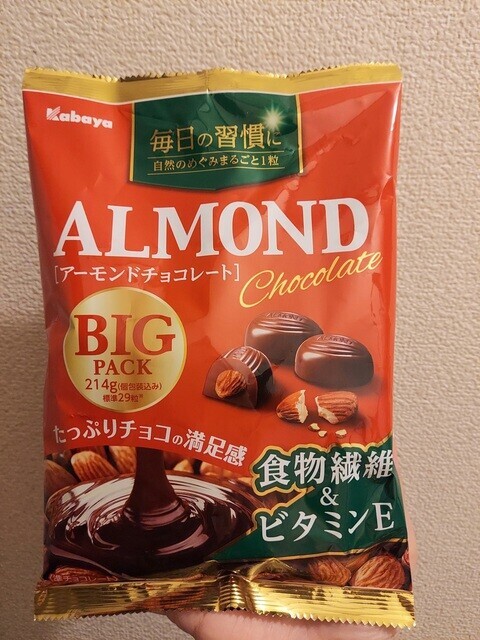 Kabaya
毎日の習慣に
自然のめぐみまるごと1粒
ALMOND
[アーモンドチョコレート]
Chocolate
BIG
PACK
214g(個包装込み)
標準29粒*
たっぷりチョコの満足感
食物繊維
&
ビタミンE